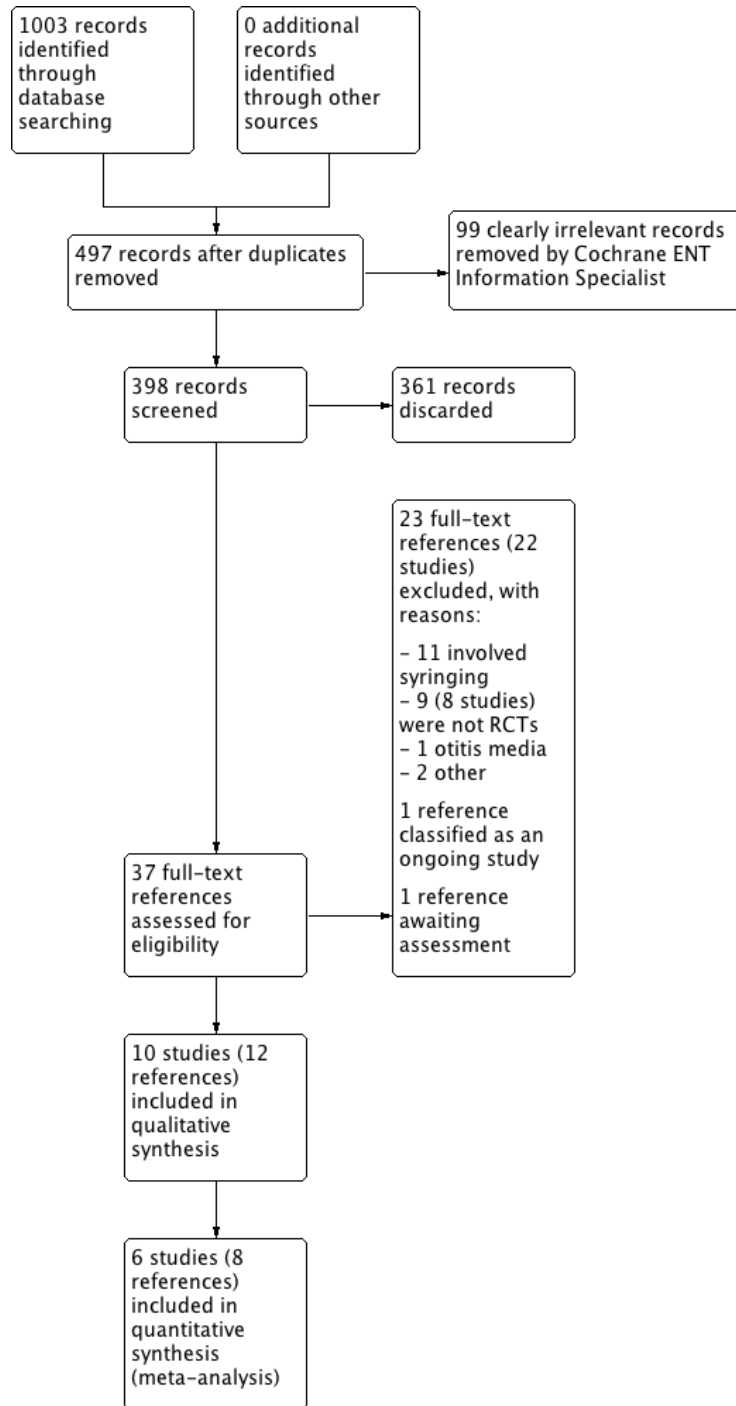 1003 records
identified
through
database
searching
0 additional
records
identified
through other
sources
497 records after duplicates
removed
99 clearly irrelevant records
removed by Cochrane ENT
Information Specialist
398 records
screened
361 records
discarded
23 full-text
references (22
studies)
excluded, with
reasons:
- 11 involved
syringing
- 9 (8 studies)
were not RCTs
- 1 otitis media
- 2 other
1 reference
classified as an
ongoing study
1 reference
awaiting
assessment
37 full-text
references
assessed for
eligibility
10 studies (12
references)
included in
qualitative
synthesis
6 studies (8
references)
included in
quantitative
synthesis
(meta-analysis)